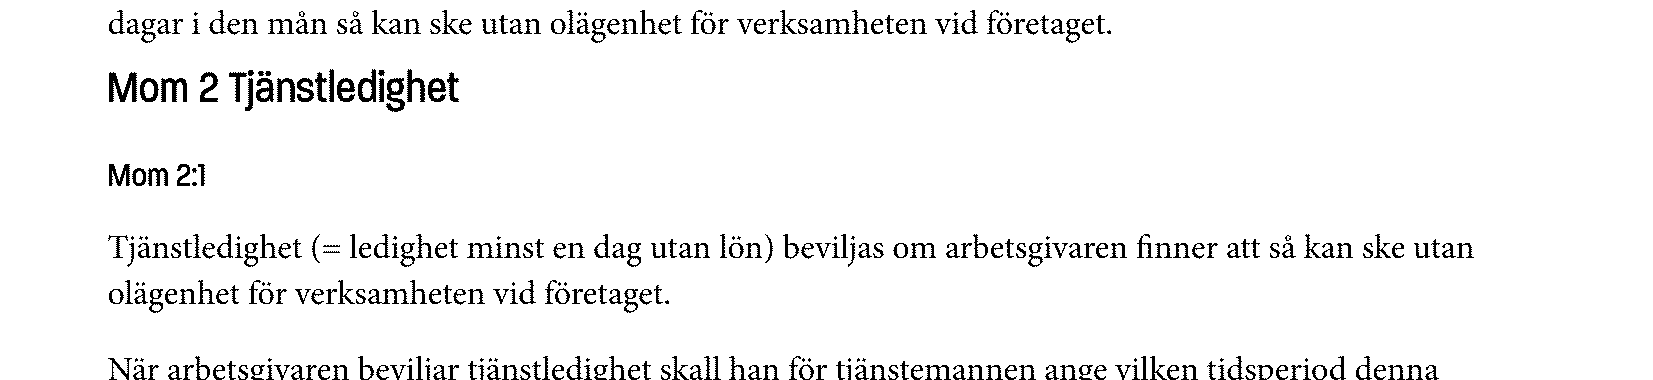 dagar i den mån så kan ske utan olägenhet för verksamheten vid företaget.
Mom 2 Tjänstledighet
Mom 2:1
Tjänstledighet (= ledighet minst en dag utan lön) beviljas om arbetsgivaren finner att så kan ske utan
olägenhet för verksamheten vid företaget.
När arbetsgivaren beviljar tjänstledighet skall han för tjänstemannen ange vilken tidsperiod denna